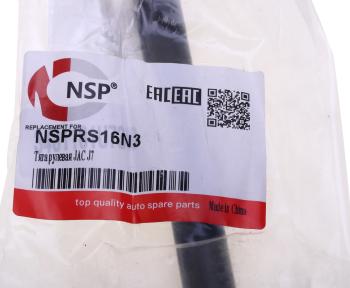 NSP®
EAC EAC
REPLACEMENT FOR
NSPRS16N3
Тяга рулевая JAC J7
top quality auto spare parts
Made in China